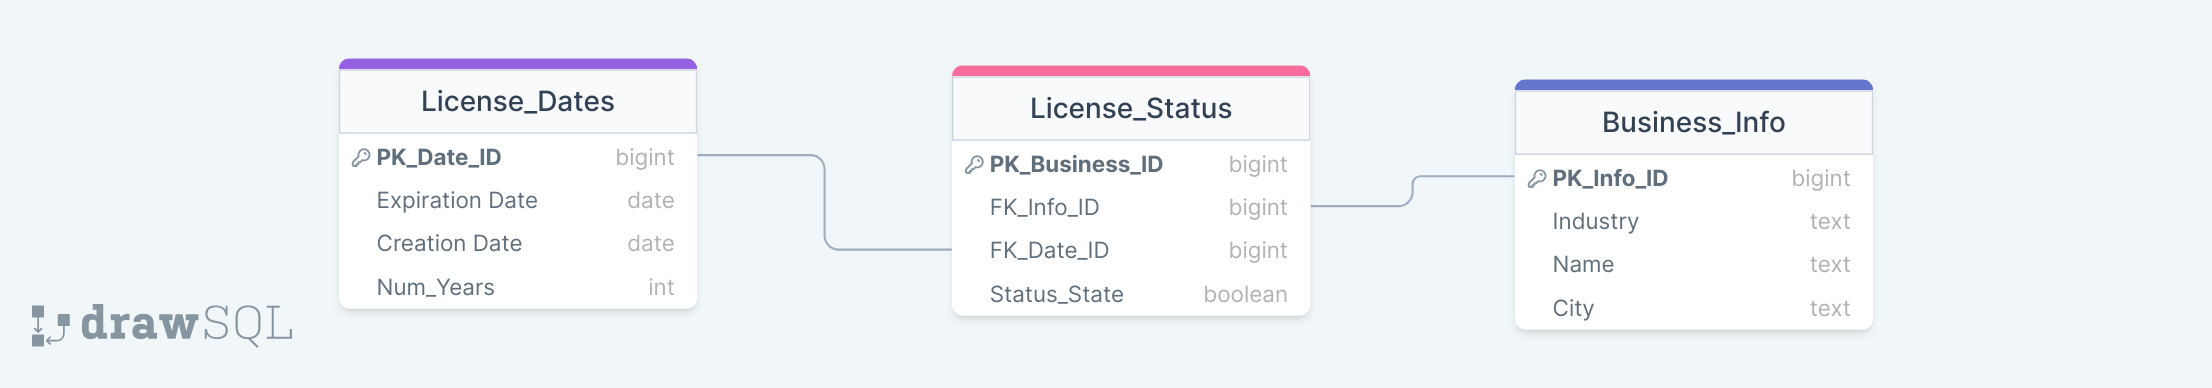 License_Dates
PK_Date_ID bigint
Expiration Date date
Creation Date date
Num_Years int
License_Status
PK_Business_ID bigint
FK_Info_ID bigint
FK_Date_ID bigint
Status_State boolean
Business_Info
PK_Info_ID bigint
Industry text
Name text
City text
drawSQL